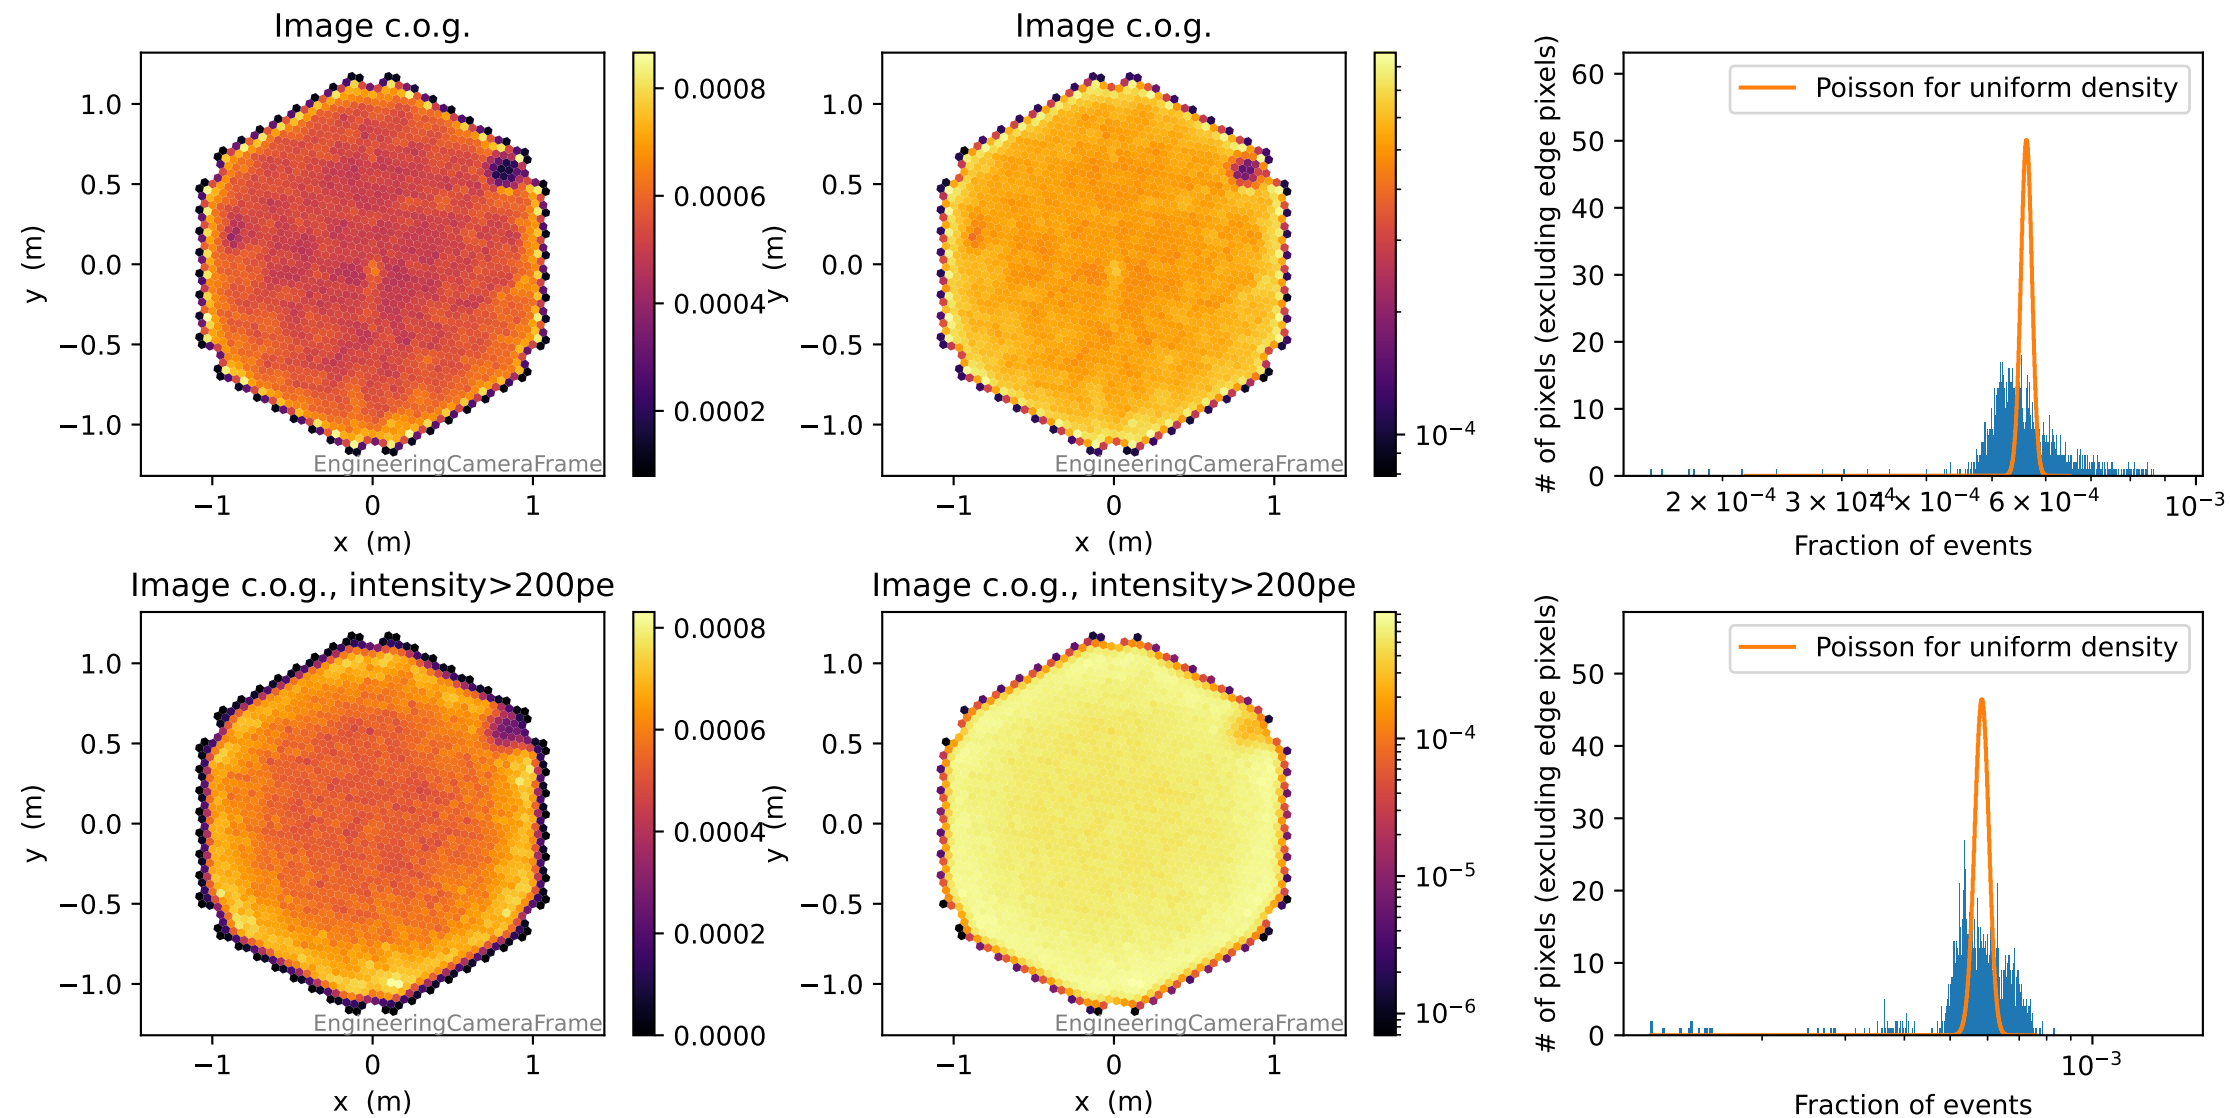 Image c.o.g.
1.0
0.5
0.0
−0.5
−1.0
y (m)
−1
0
1
x (m)
EngineeringCameraFrame
0.0008
0.0006
0.0004
0.0002
Image c.o.g.
1.0
0.5
0.0
−0.5
−1.0
y (m)
−1
0
1
x (m)
EngineeringCameraFrame
10⁻⁴
# of pixels (excluding edge pixels)
60
50
40
30
20
10
0
Poisson for uniform density
2 × 10⁻⁴
3 × 10⁻⁴
4 × 10⁻⁴
6 × 10⁻⁴
10⁻³
Fraction of events
Image c.o.g., intensity>200pe
1.0
0.5
0.0
−0.5
−1.0
y (m)
−1
0
1
x (m)
EngineeringCameraFrame
0.0008
0.0006
0.0004
0.0002
0.0000
Image c.o.g., intensity>200pe
1.0
0.5
0.0
−0.5
−1.0
y (m)
−1
0
1
x (m)
EngineeringCameraFrame
10⁻⁴
10⁻⁵
10⁻⁶
# of pixels (excluding edge pixels)
50
40
30
20
10
0
Poisson for uniform density
10⁻³
Fraction of events